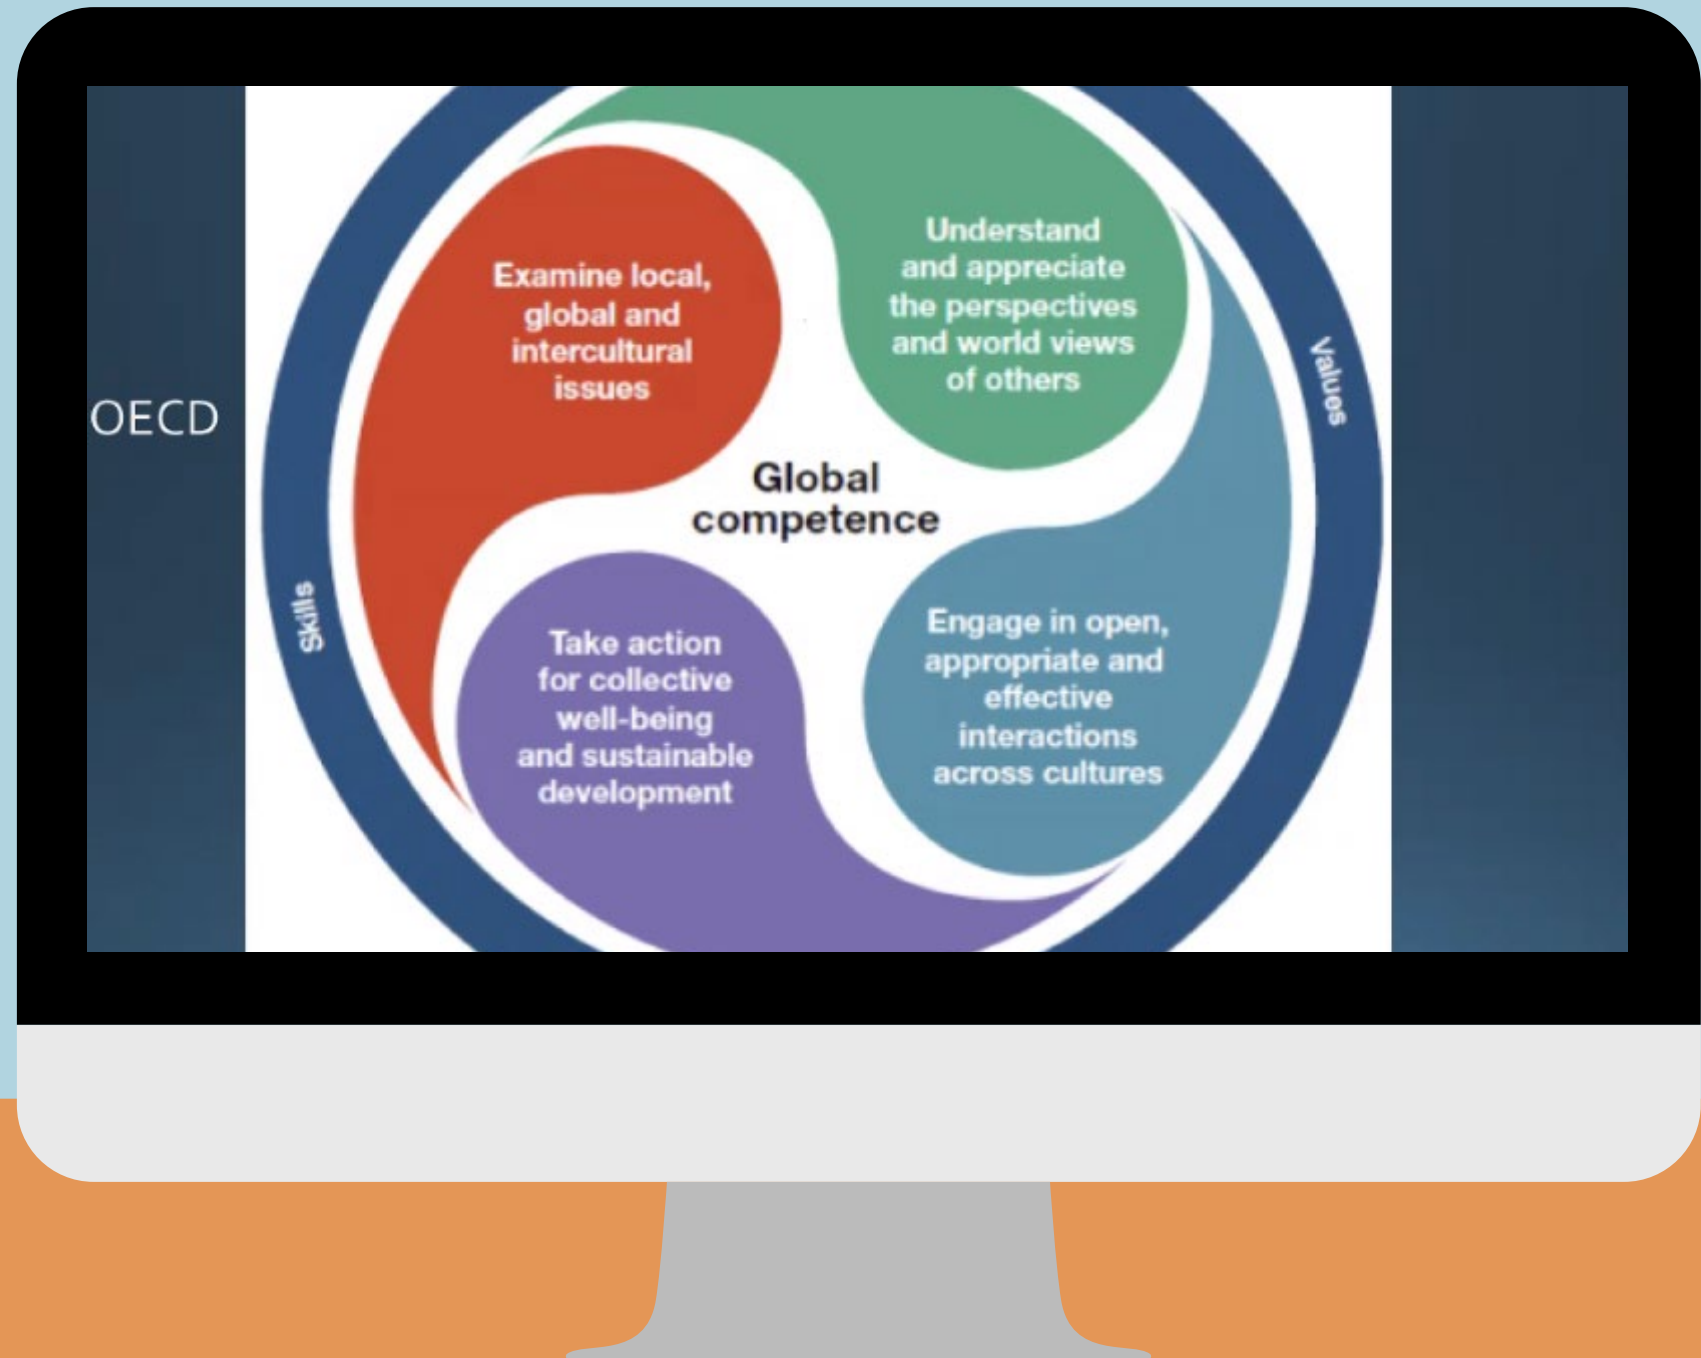 OECD
Examine local,
global and
intercultural
issues
Understand
and appreciate
the perspectives
and world views
of others
Global
competence
Take action
for collective
well-being
and sustainable
development
Engage in open,
appropriate and
effective
interactions
across cultures
Skills
Values